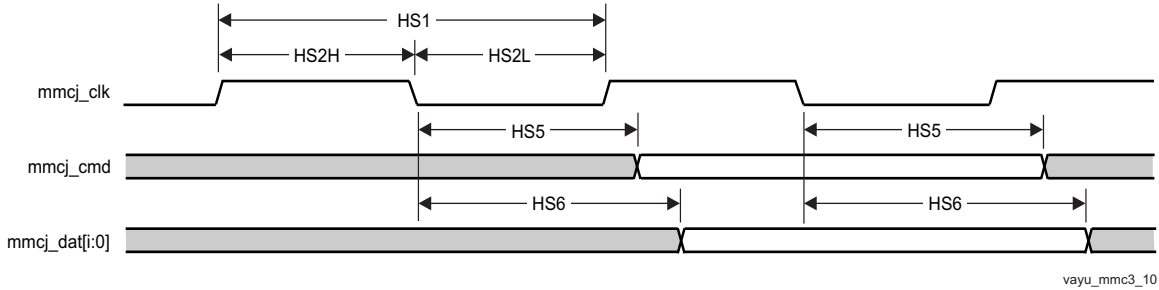 HS1
HS2H HS2L
mmcj_clk
HS5 HS5
mmcj_cmd
HS6 HS6
mmcj_dat[i:0]
vayu_mmc3_10